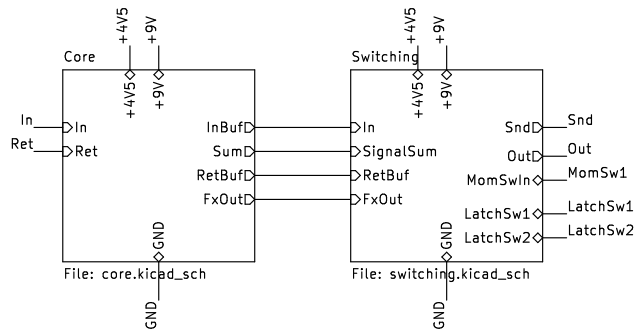 +4V5 +9V +4V5 +9V
Core Switching
+4V5 +9V +4V5 +9V
In In InBuf In Snd Snd
Ret Ret Sum SignalSum Out Out
RetBuf RetBuf MomSwIn MomSw1
FxOut FxOut LatchSw1 LatchSw1
GND GND LatchSw2 LatchSw2
File: core.kicad_sch File: switching.kicad_sch
GND GND